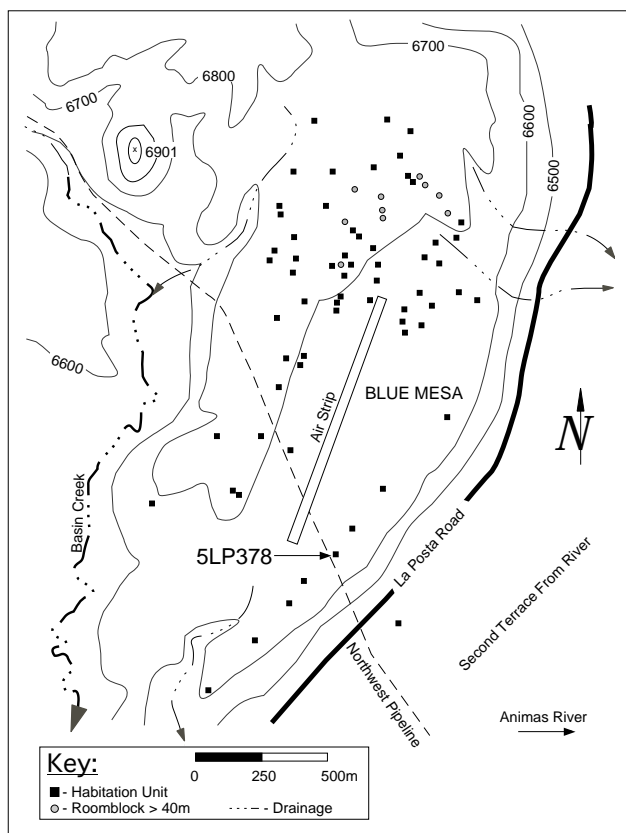 6700
6800
6700
6600
6500
x 6901
6600
BLUE MESA
Air Strip
N
Basin Creek
La Posta Road
5LP378
Second Terrace From River
Northwest Pipeline
Animas River
Key:
0 250 500m
- Habitation Unit
- Roomblock > 40m
- Drainage